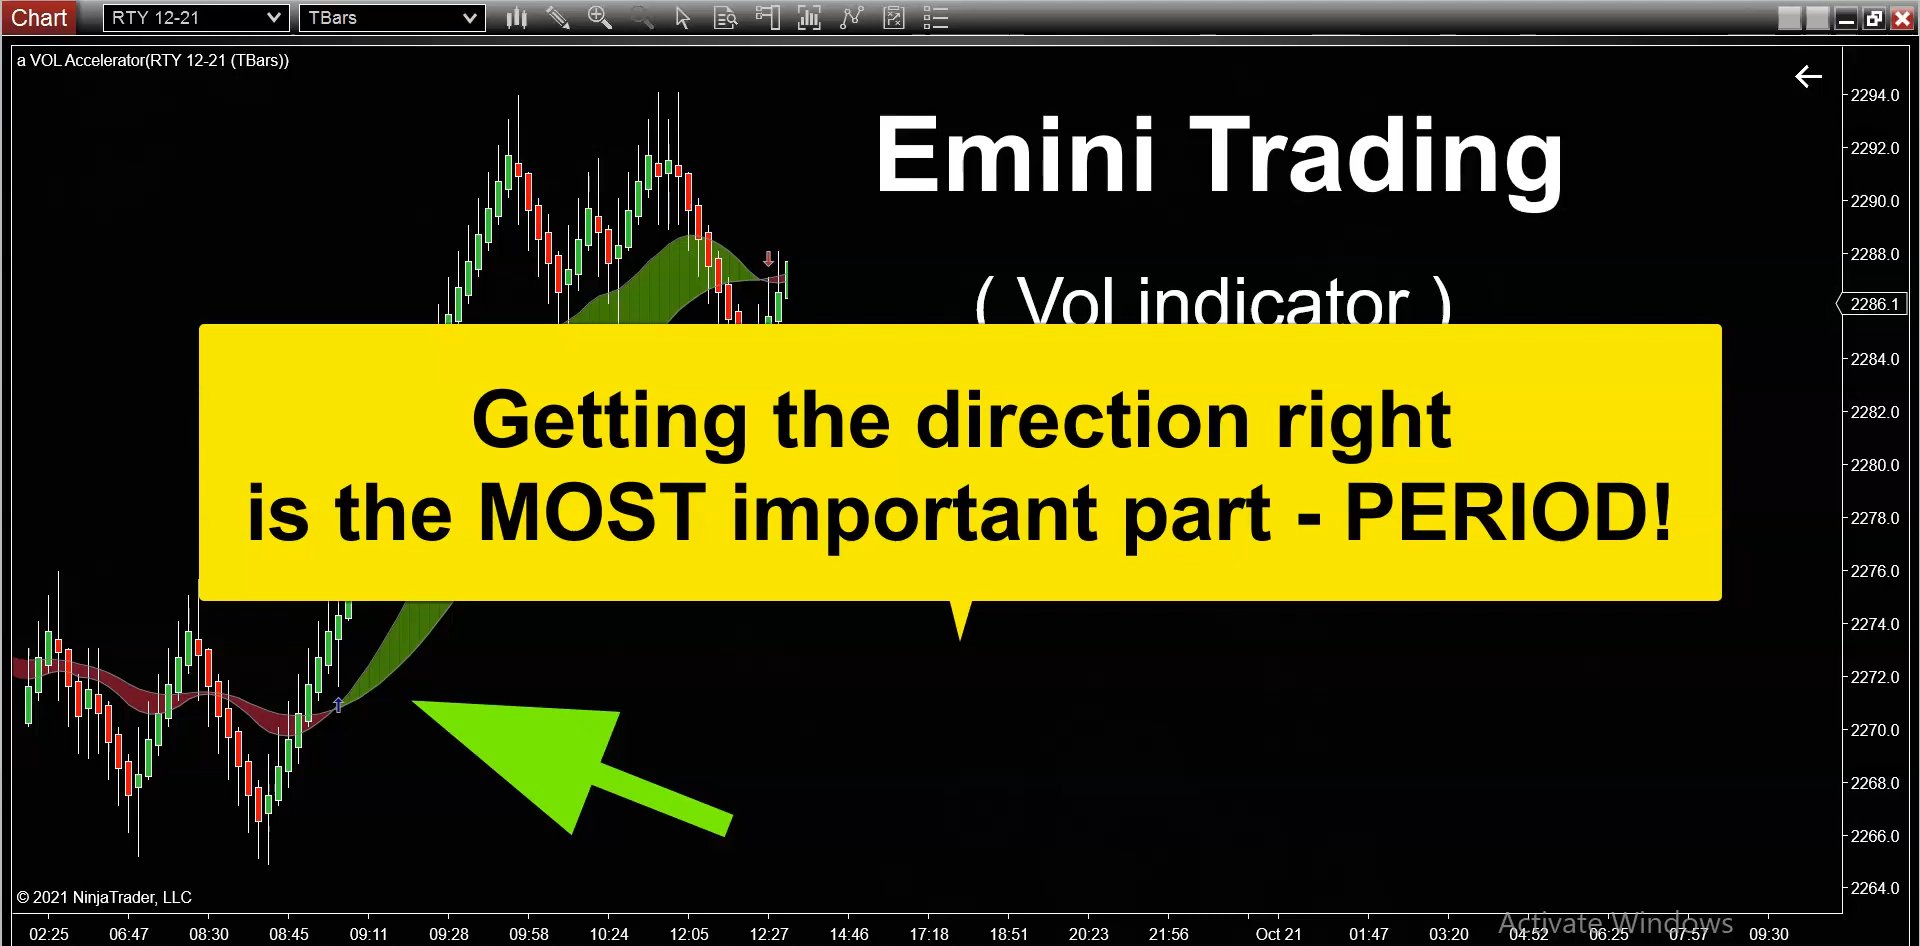 Chart RTY 12-21 TBars
a VOL Accelerator(RTY 12-21 (TBars))
Emini Trading
( Vol indicator )
Getting the direction right
is the MOST important part - PERIOD!
2294.0
2292.0
2290.0
2288.0
2286.1
2284.0
2282.0
2280.0
2278.0
2276.0
2274.0
2272.0
2270.0
2268.0
2266.0
2264.0
© 2021 NinjaTrader, LLC
Activate Windows
02:25 06:47 08:30 08:45 09:11 09:28 09:58 10:24 12:05 12:27 14:46 17:18 18:51 20:23 21:56 Oct 21 01:47 03:20 04:52 06:25 07:57 09:30